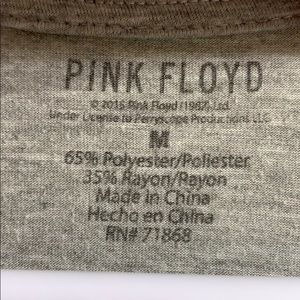 PINK FLOYD
© 2015 Pink Floyd (1987) Ltd.
Under License to Perryscope Productions LLC
M
65% Polyester/Poliester
35% Rayon/Rayon
Made in China
Hecho en China
RN# 71868